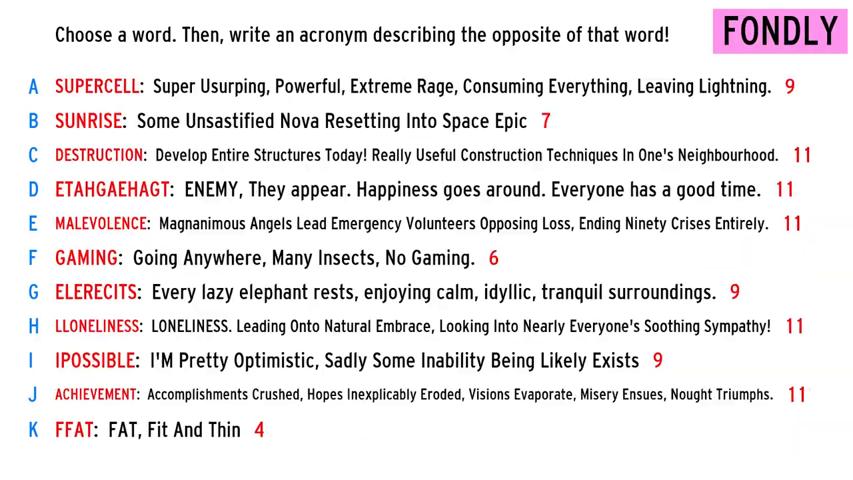 Choose a word. Then, write an acronym describing the opposite of that word!
FONDLY
A SUPERCELL: Super Usurping, Powerful, Extreme Rage, Consuming Everything, Leaving Lightning. 9
B SUNRISE: Some Unsastified Nova Resetting Into Space Epic 7
C DESTRUCTION: Develop Entire Structures Today! Really Useful Construction Techniques In One's Neighbourhood. 11
D ETAHGAEHAGT: ENEMY, They appear. Happiness goes around. Everyone has a good time. 11
E MALEVOLENCE: Magnanimous Angels Lead Emergency Volunteers Opposing Loss, Ending Ninety Crises Entirely. 11
F GAMING: Going Anywhere, Many Insects, No Gaming. 6
G ELERECITS: Every lazy elephant rests, enjoying calm, idyllic, tranquil surroundings. 9
H LLONELINESS: LONELINESS. Leading Onto Natural Embrace, Looking Into Nearly Everyone's Soothing Sympathy! 11
I IPOSSIBLE: I'M Pretty Optimistic, Sadly Some Inability Being Likely Exists 9
J ACHIEVEMENT: Accomplishments Crushed, Hopes Inexplicably Eroded, Visions Evaporate, Misery Ensues, Nought Triumphs. 11
K FFAT: FAT, Fit And Thin 4